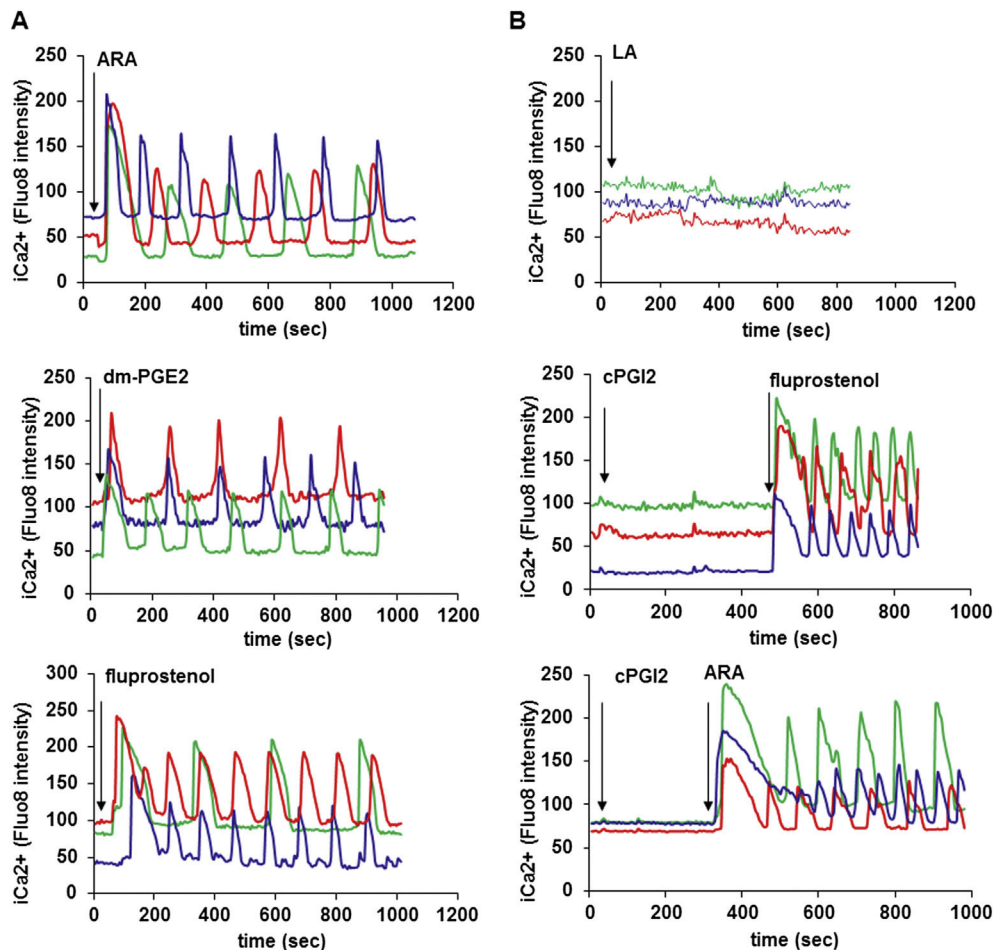 A
iCa2+ (Fluo8 intensity)
250
200
150
100
50
0
ARA
0 200 400 600 800 1000 1200
time (sec)
iCa2+ (Fluo8 intensity)
250
200
150
100
50
0
dm-PGE2
0 200 400 600 800 1000 1200
time (sec)
iCa2+ (Fluo8 intensity)
300
250
200
150
100
50
0
fluprostenol
0 200 400 600 800 1000 1200
time (sec)
B
iCa2+ (Fluo8 intensity)
250
200
150
100
50
0
LA
0 200 400 600 800 1000 1200
time (sec)
iCa2+ (Fluo8 intensity)
250
200
150
100
50
0
cPGI2 fluprostenol
0 200 400 600 800 1000
time (sec)
iCa2+ (Fluo8 intensity)
250
200
150
100
50
0
cPGI2 ARA
0 200 400 600 800 1000
time (sec)